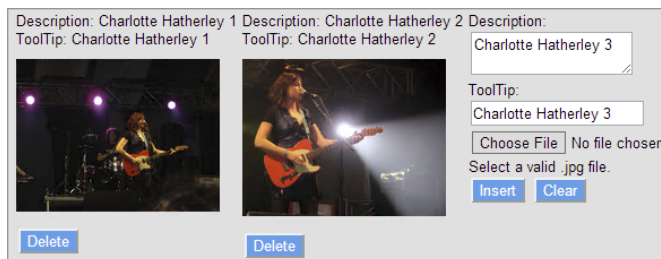 Description: Charlotte Hatherley 1
ToolTip: Charlotte Hatherley 1
Delete
Description: Charlotte Hatherley 2
ToolTip: Charlotte Hatherley 2
Delete
Description:
Charlotte Hatherley 3
ToolTip:
Charlotte Hatherley 3
Choose File No file chosen
Select a valid .jpg file.
Insert Clear